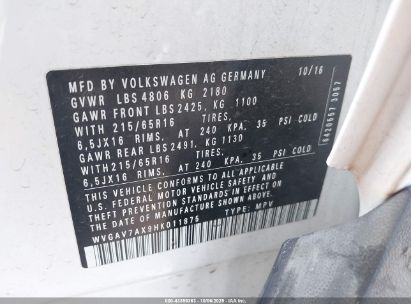 MFD BY VOLKSWAGEN AG GERMANY 10/16
GVWR LBS 4806 KG 2180
GAWR FRONT LBS 2425, KG 1100
WITH 215/65R16 TIRES,
6,5JX16 RIMS, AT 240 KPA, 35 PSI COLD
GAWR REAR LBS 2491, KG 1130
WITH 215/65R16 TIRES,
6,5JX16 RIMS, AT 240 KPA, 35 PSI COLD
THIS VEHICLE CONFORMS TO ALL APPLICABLE
U.S. FEDERAL MOTOR VEHICLE SAFETY AND
THEFT PREVENTION STANDARDS IN EFFECT
ON THE DATE OF MANUFACTURE SHOWN ABOVE
WVGAV7AX9HK011875 TYPE: MPV